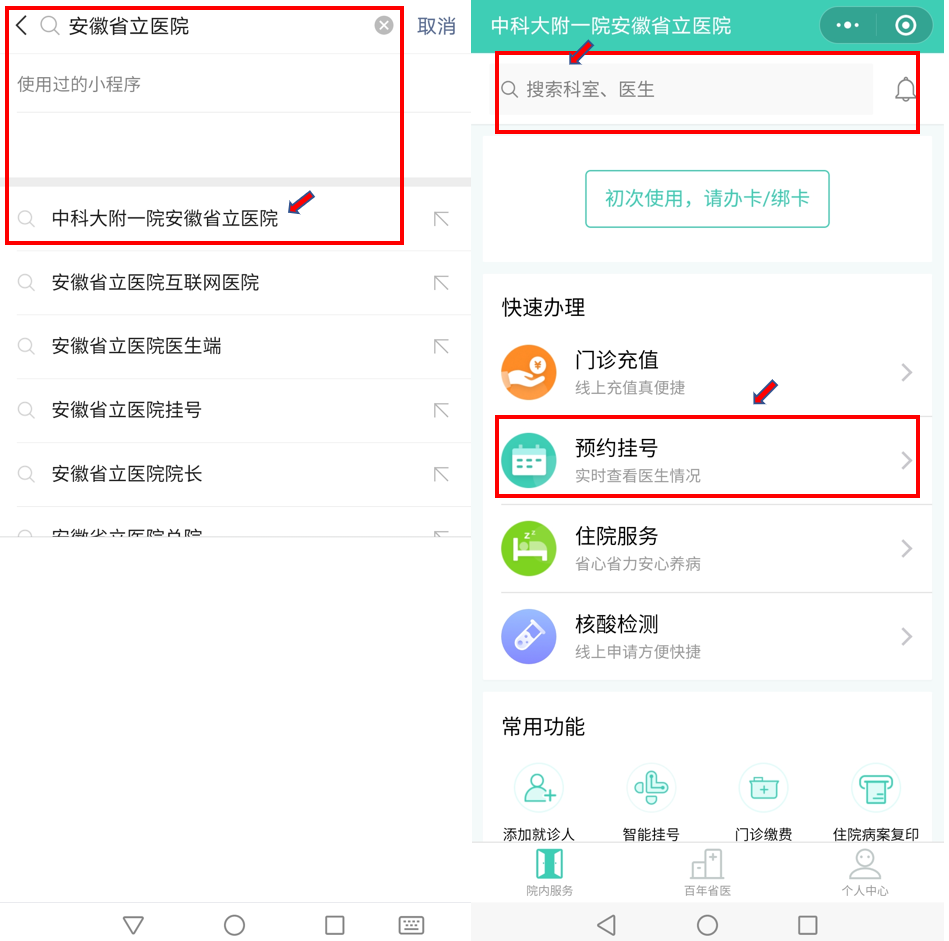 安徽省立医院
取消
使用过的小程序
中科大附一院安徽省立医院
安徽省立医院互联网医院
安徽省立医院医生端
安徽省立医院挂号
安徽省立医院院长
安徽省立医院总院
中科大附一院安徽省立医院
搜索科室、医生
初次使用，请办卡/绑卡
快速办理
门诊充值
线上充值真便捷
预约挂号
实时查看医生情况
住院服务
省心省力安心养病
核酸检测
线上申请方便快捷
常用功能
添加就诊人
智能挂号
门诊缴费
住院病案复印
院内服务
百年省医
个人中心